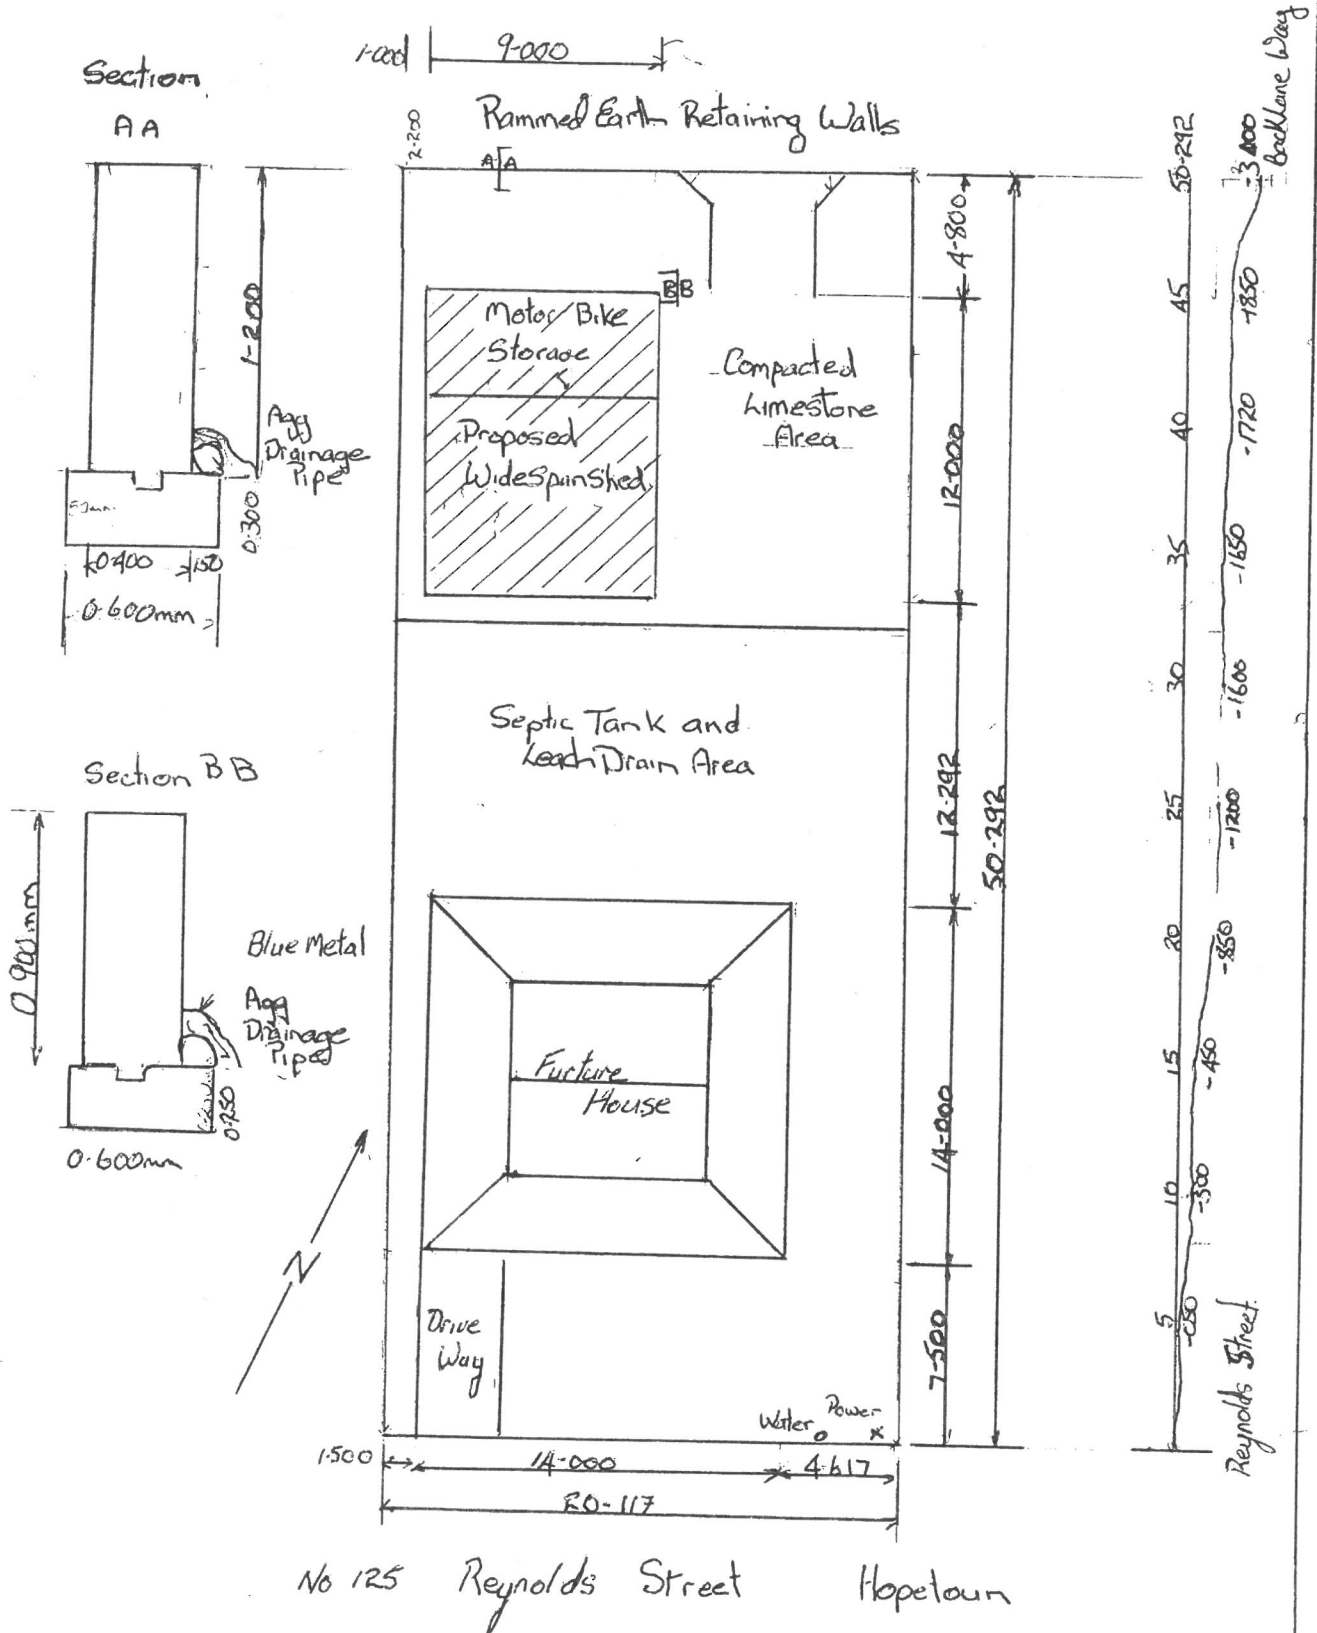 1-000
9-000
Section
AA
Rammed Earth Retaining Walls
2-200
A A
1-200
Agg
Drainage
Pipe
0.300
50mm
0.400
150
0.600mm
B B
Motor Bike
Storage
Proposed
WideSpanShed
Compacted
Limestone
Area
4-800
12-000
12-292
50-292
14-000
7-500
Septic Tank and
Leach Drain Area
Section BB
0.900mm
Blue Metal
Agg
Drainage
Pipe
0.250
0.600mm
N
Furture
House
Drive
Way
Water
Power
1.500
14-000
4.617
20-117
50-292
Backlane Way
45
-1850
40
-1720
35
-1650
30
-1600
25
-1200
20
-850
15
-450
10
-300
5
-050
Reynolds Street.
No 125 Reynolds Street Hopetoun